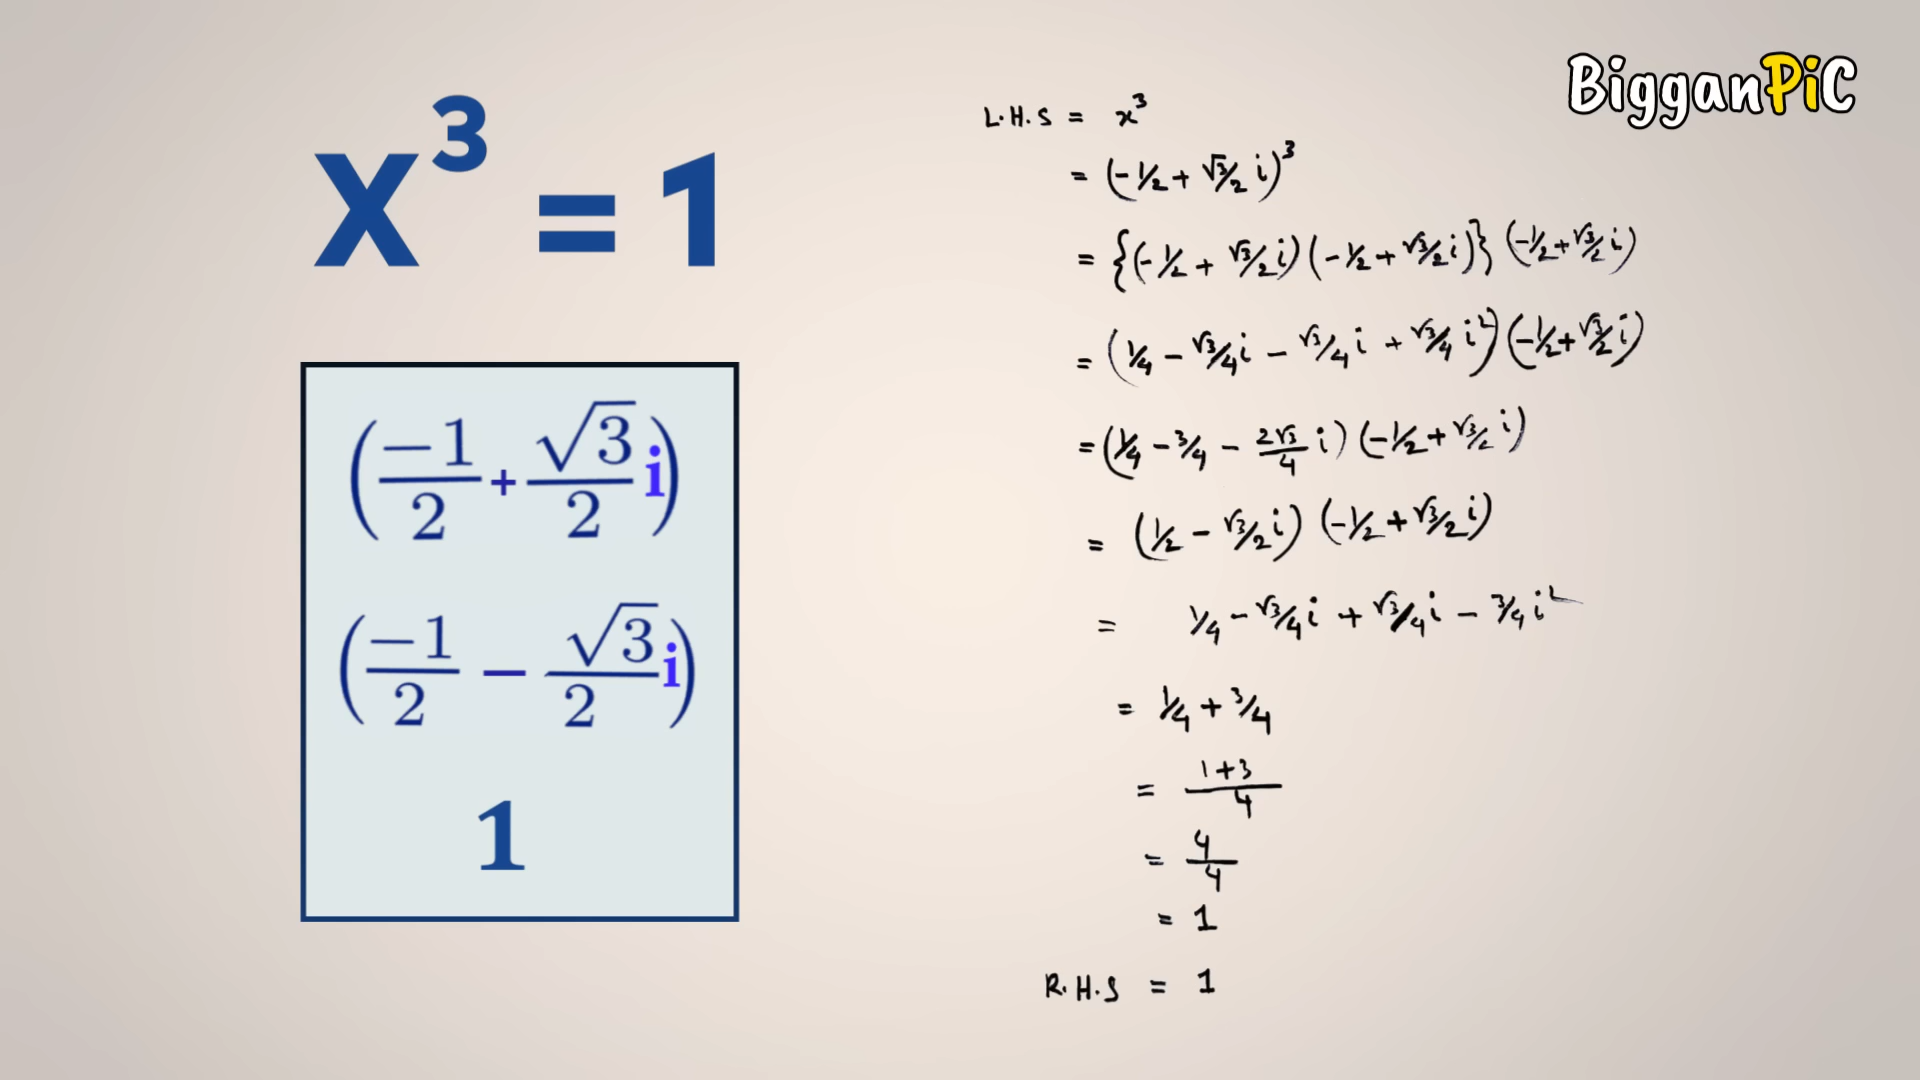 BigganPiC
x³ = 1
(-1/2 + √3/2 i)
(-1/2 - √3/2 i)
1
L.H.S = x³
= (-1/2 + √3/2 i)³
= {(-1/2 + √3/2 i)(-1/2 + √3/2 i)} (-1/2 + √3/2 i)
= (1/4 - √3/4 i - √3/4 i + √3/4 i²)(-1/2 + √3/2 i)
= (1/4 - 3/4 - 2√3/4 i)(-1/2 + √3/2 i)
= (1/2 - √3/2 i)(-1/2 + √3/2 i)
= 1/4 - √3/4 i + √3/4 i - 3/4 i²
= 1/4 + 3/4
= 1+3/4
= 4/4
= 1
R.H.S = 1